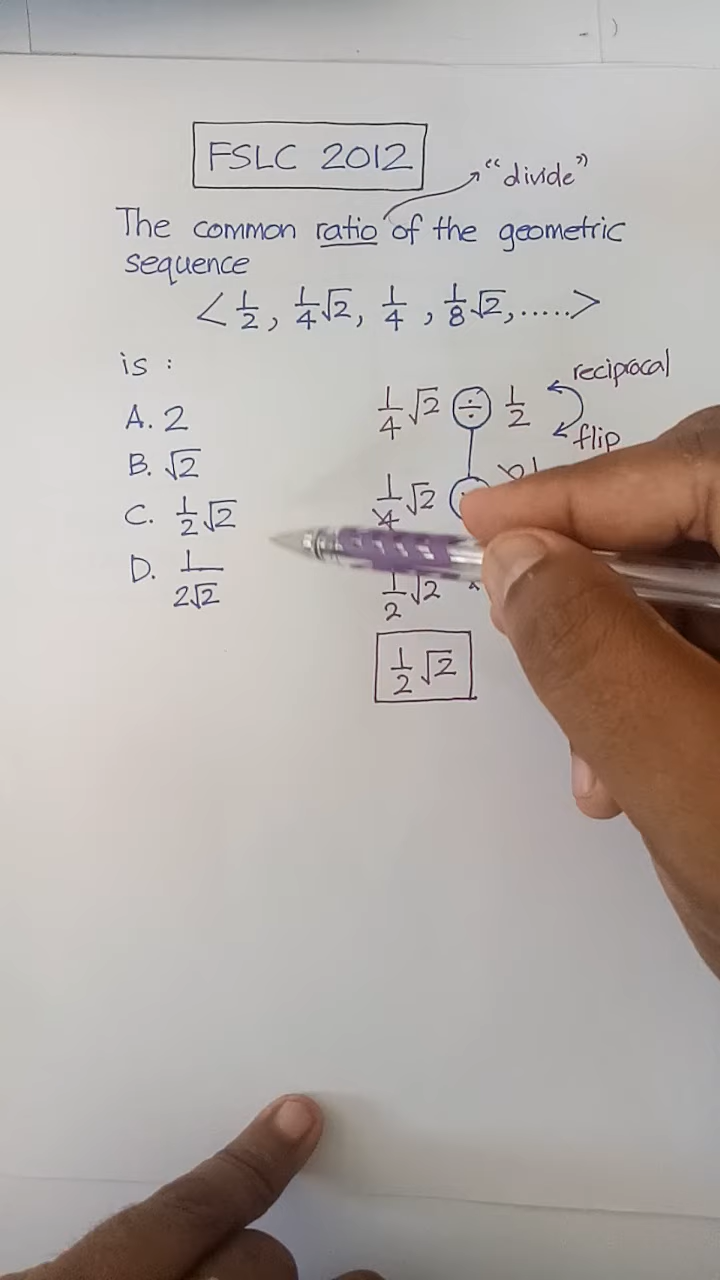 FSLC 2012
"divide"
The common ratio of the geometric
sequence
< 1/2, 1/4 √2, 1/4, 1/8 √2, ..... >
is :
A. 2
B. √2
C. 1/2 √2
D. 1/2√2
1/4 √2 ÷ 1/2
reciprocal
flip
1/4 √2
1/2 √2
1/2 √2